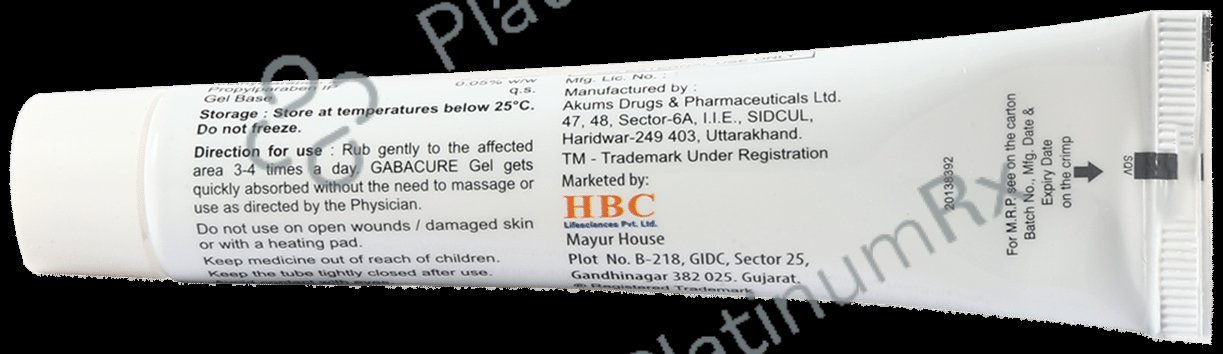 Propylparaben IP 0.05% w/w
Gel Base q.s.
Storage : Store at temperatures below 25°C.
Do not freeze.
Direction for use : Rub gently to the affected
area 3-4 times a day. GABACURE Gel gets
quickly absorbed without the need to massage or
use as directed by the Physician.
Do not use on open wounds / damaged skin
or with a heating pad.
Keep medicine out of reach of children.
Keep the tube tightly closed after use.
Mfg. Lic. No. :
Manufactured by :
Akums Drugs & Pharmaceuticals Ltd.
47, 48, Sector-6A, I.I.E., SIDCUL,
Haridwar-249 403, Uttarakhand.
TM - Trademark Under Registration
Marketed by:
HBC
Lifesciences Pvt. Ltd.
Mayur House
Plot No. B-218, GIDC, Sector 25,
Gandhinagar 382 025. Gujarat.
® Registered Trademark
20138392
For M.R.P. see on the carton
Batch No., Mfg. Date &
Expiry Date
on the crimp
SQV
PlatinumRx